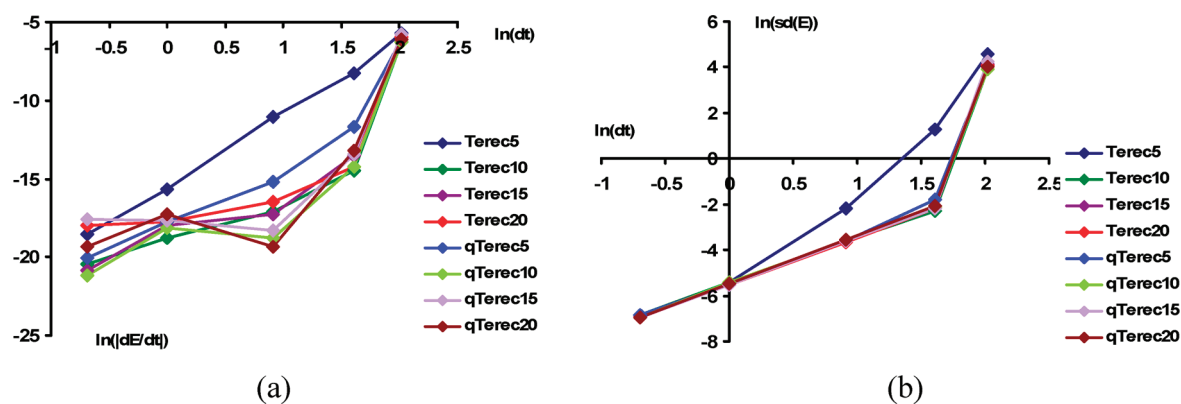 -5
-1 -0.5 0 0.5 1 1.5 2 2.5
ln(dt)
-10
-15
-20
-25
ln(|dE/dt|)
Terec5
Terec10
Terec15
Terec20
qTerec5
qTerec10
qTerec15
qTerec20
(a)
ln(sd(E))
6
4
2
0
-2
-4
-6
-8
ln(dt)
-1 -0.5 0 0.5 1 1.5 2 2.5
Terec5
Terec10
Terec15
Terec20
qTerec5
qTerec10
qTerec15
qTerec20
(b)